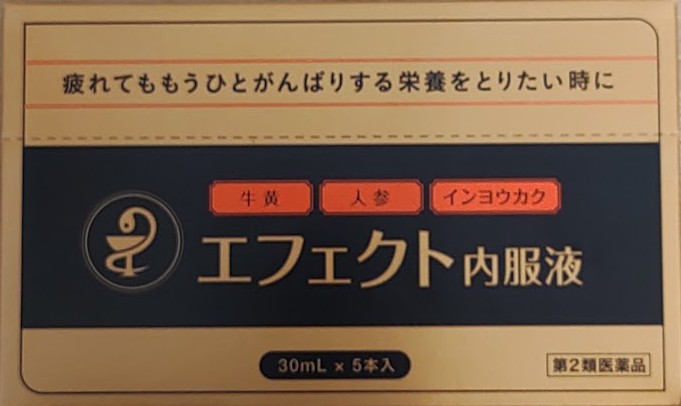 疲れてももうひとがんばりする栄養をとりたい時に
牛黄 人参 インヨウカク
エフェクト内服液
30mL × 5本入
第2類医薬品